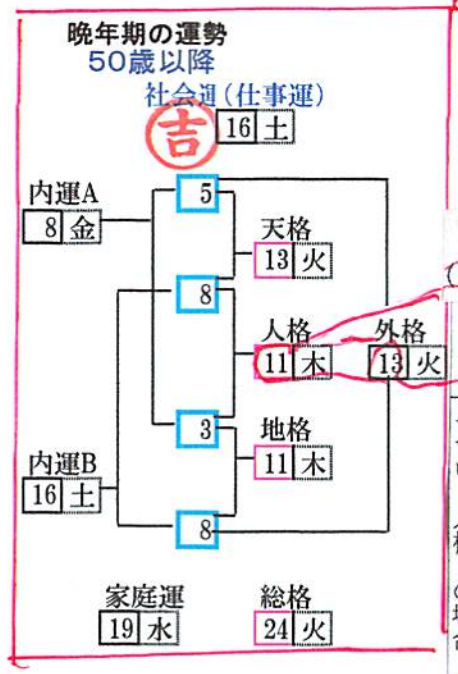 晩年期の運勢
50歳以降
社会運(仕事運)
吉 16 土
5
内運A
8 金
天格
13 火
8
人格 外格
11 木 13 火
3
地格
11 木
内運B
16 土
8
家庭運 総格
19 水 24 火